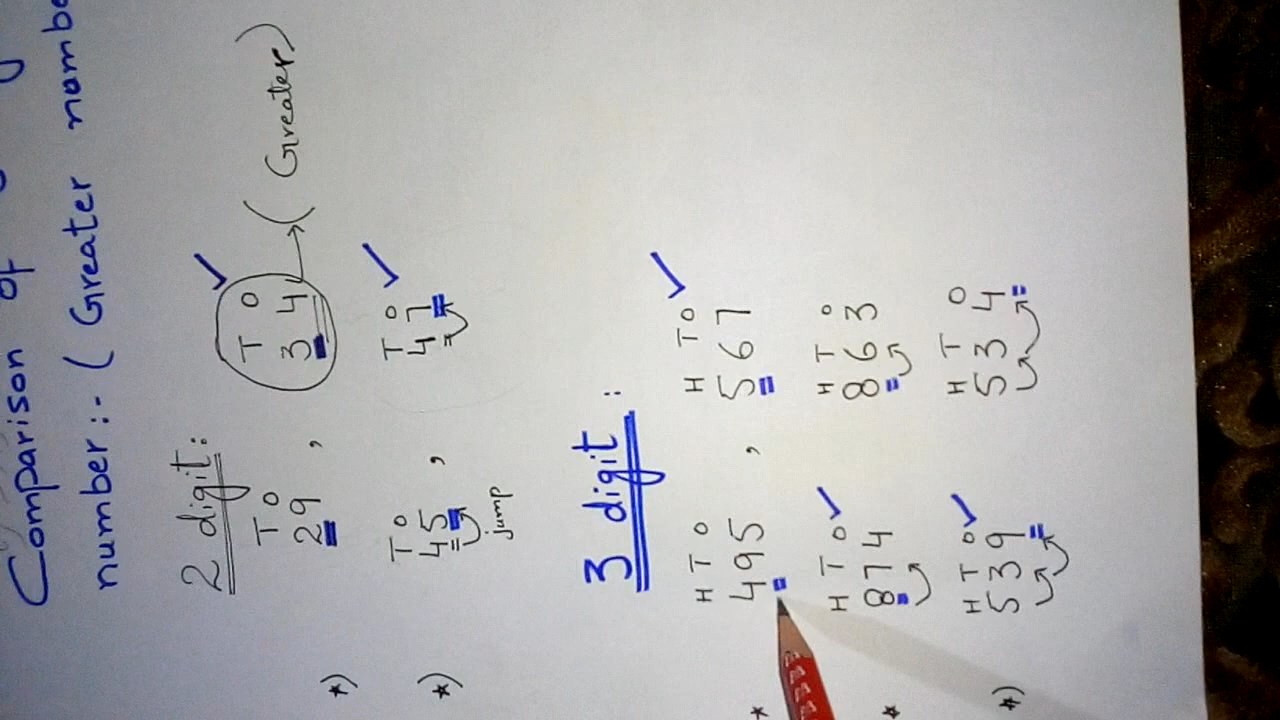 Comparison of
number:- ( Greater numbe
2 digit:
T O T O
*) 29 , 34 → ( Greater)
T O T O
*) 45 , 47
jump
3 digit :
H T O H T O
* 495 , 567
H T O H T O
* 874 863
H T O H T O
*) 539 534